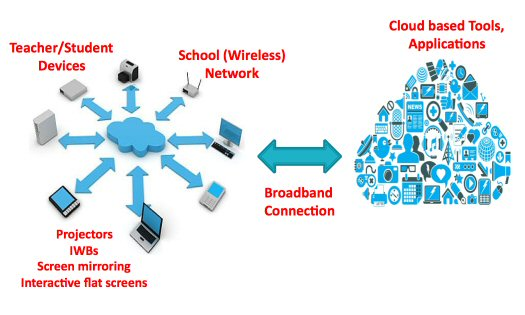 Teacher/Student
Devices
School (Wireless)
Network
Cloud based Tools,
Applications
NEWS
Broadband
Connection
Projectors
IWBs
Screen mirroring
Interactive flat screens